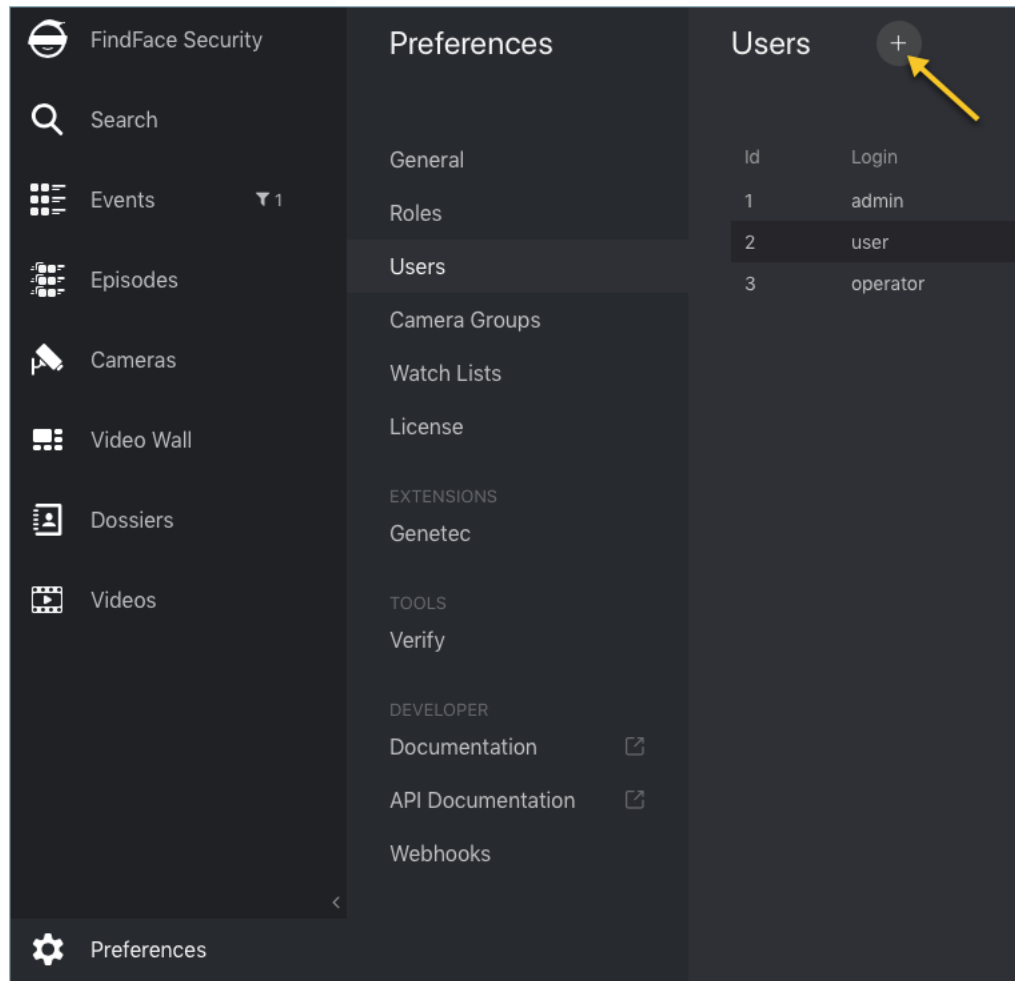 FindFace Security
Search
Events 1
Episodes
Cameras
Video Wall
Dossiers
Videos
Preferences
Preferences
General
Roles
Users
Camera Groups
Watch Lists
License
EXTENSIONS
Genetec
TOOLS
Verify
DEVELOPER
Documentation
API Documentation
Webhooks
Users +
Id Login
1 admin
2 user
3 operator